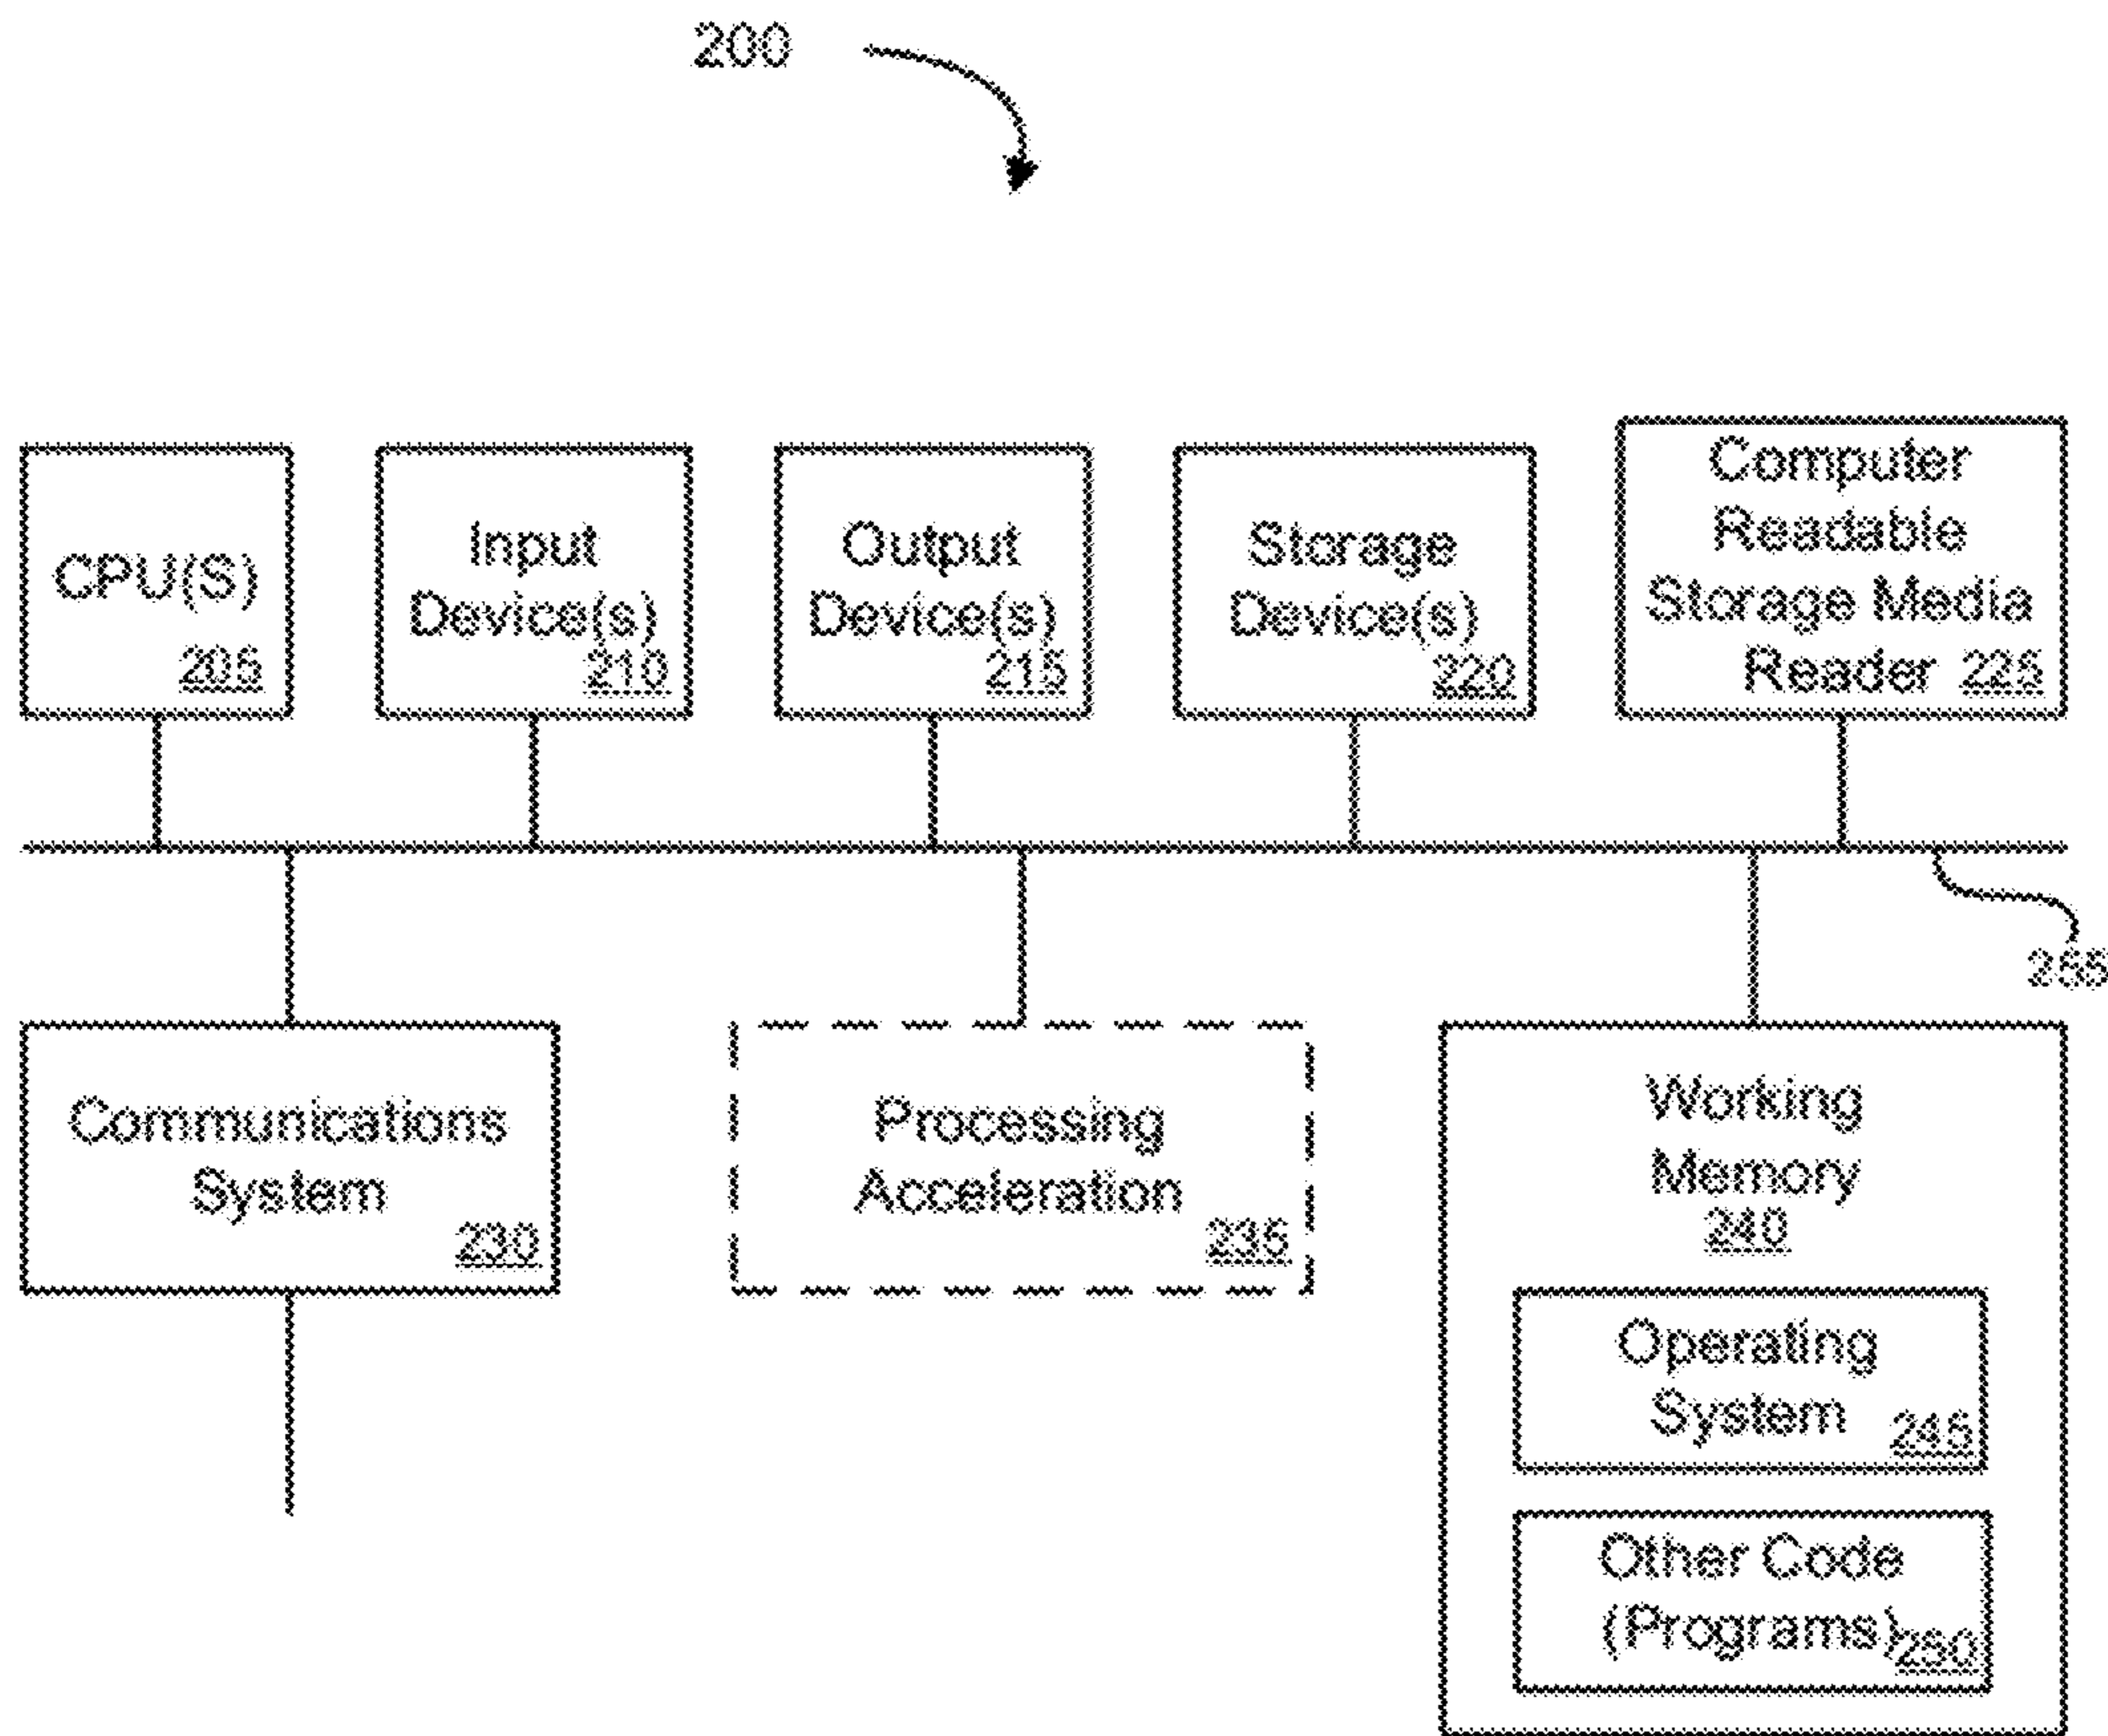 200
CPU(S)
205
Input
Device(s)
210
Output
Device(s)
215
Storage
Device(s)
220
Computer
Readable
Storage Media
Reader 225
255
Communications
System
230
Processing
Acceleration
235
Working
Memory
240
Operating
System
245
Other Code
(Programs)
250